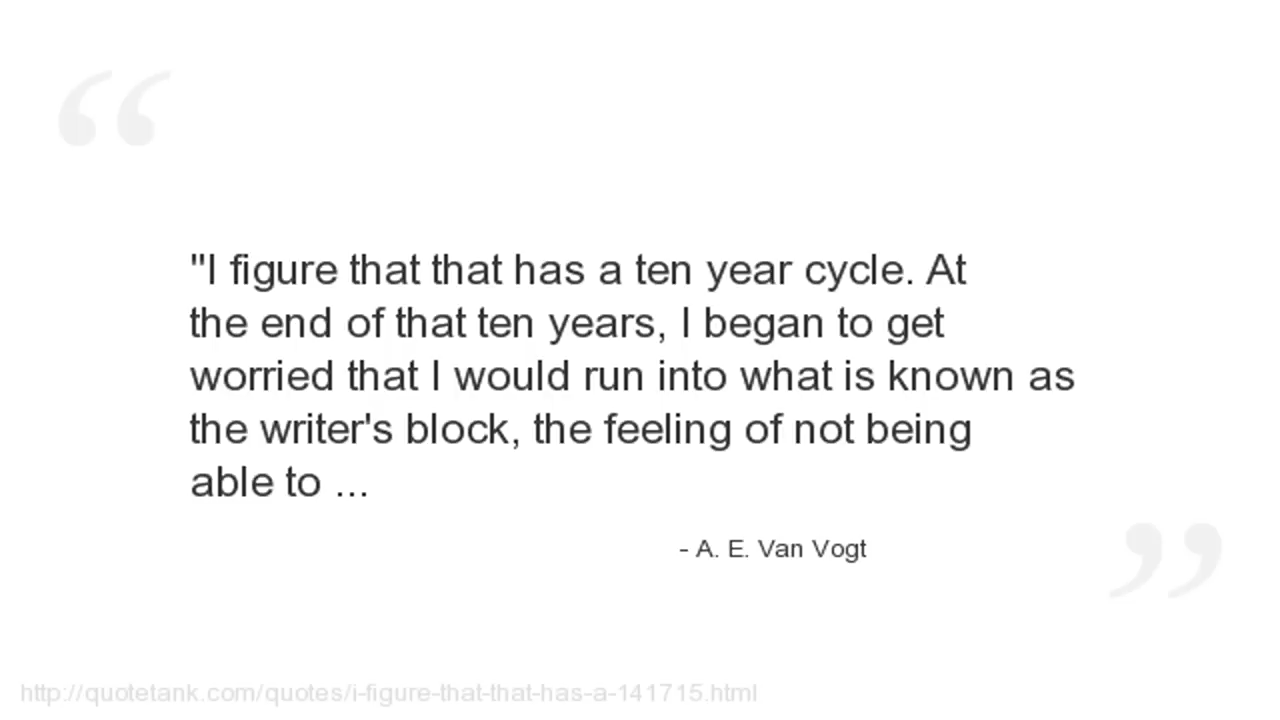 "I figure that that has a ten year cycle. At
the end of that ten years, I began to get
worried that I would run into what is known as
the writer's block, the feeling of not being
able to ...
- A. E. Van Vogt
http://quotetank.com/quotes/i-figure-that-that-has-a-141715.html